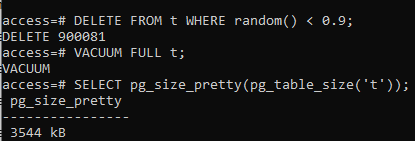 access=# DELETE FROM t WHERE random() < 0.9;
DELETE 900081
access=# VACUUM FULL t;
VACUUM
access=# SELECT pg_size_pretty(pg_table_size('t'));
 pg_size_pretty
----------------
 3544 kB